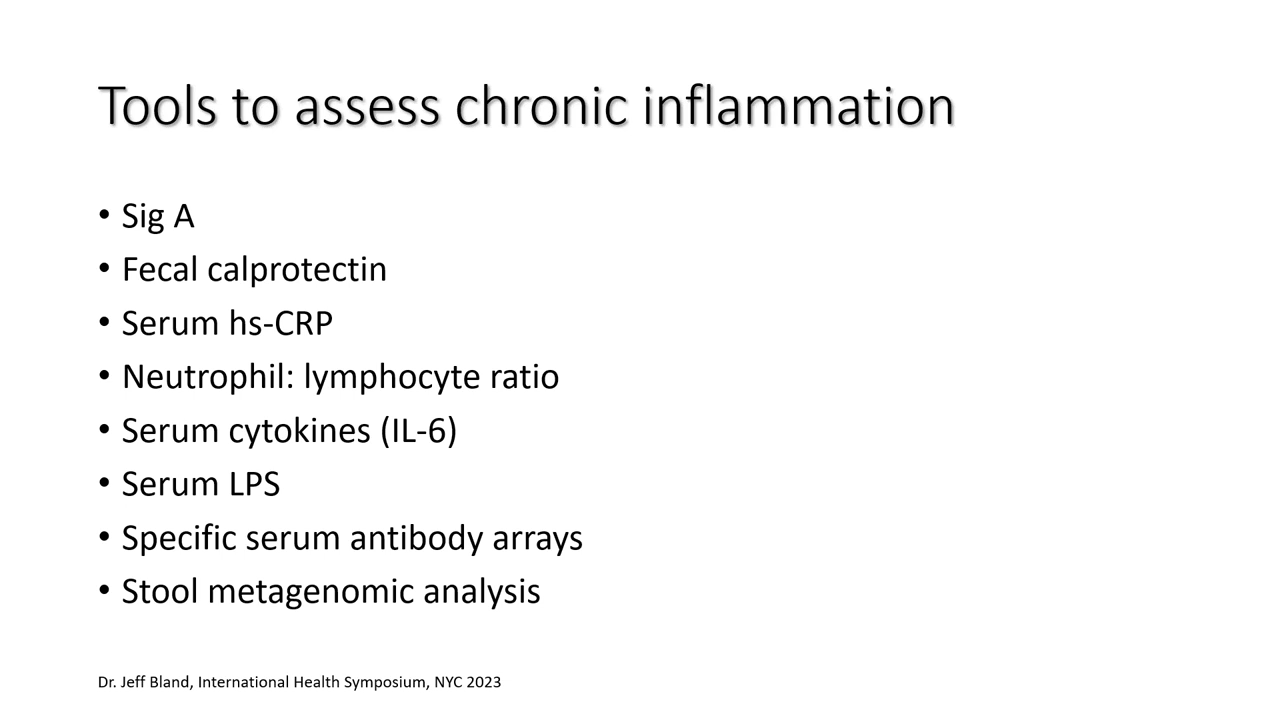 Tools to assess chronic inflammation
• Sig A
• Fecal calprotectin
• Serum hs-CRP
• Neutrophil: lymphocyte ratio
• Serum cytokines (IL-6)
• Serum LPS
• Specific serum antibody arrays
• Stool metagenomic analysis
Dr. Jeff Bland, International Health Symposium, NYC 2023